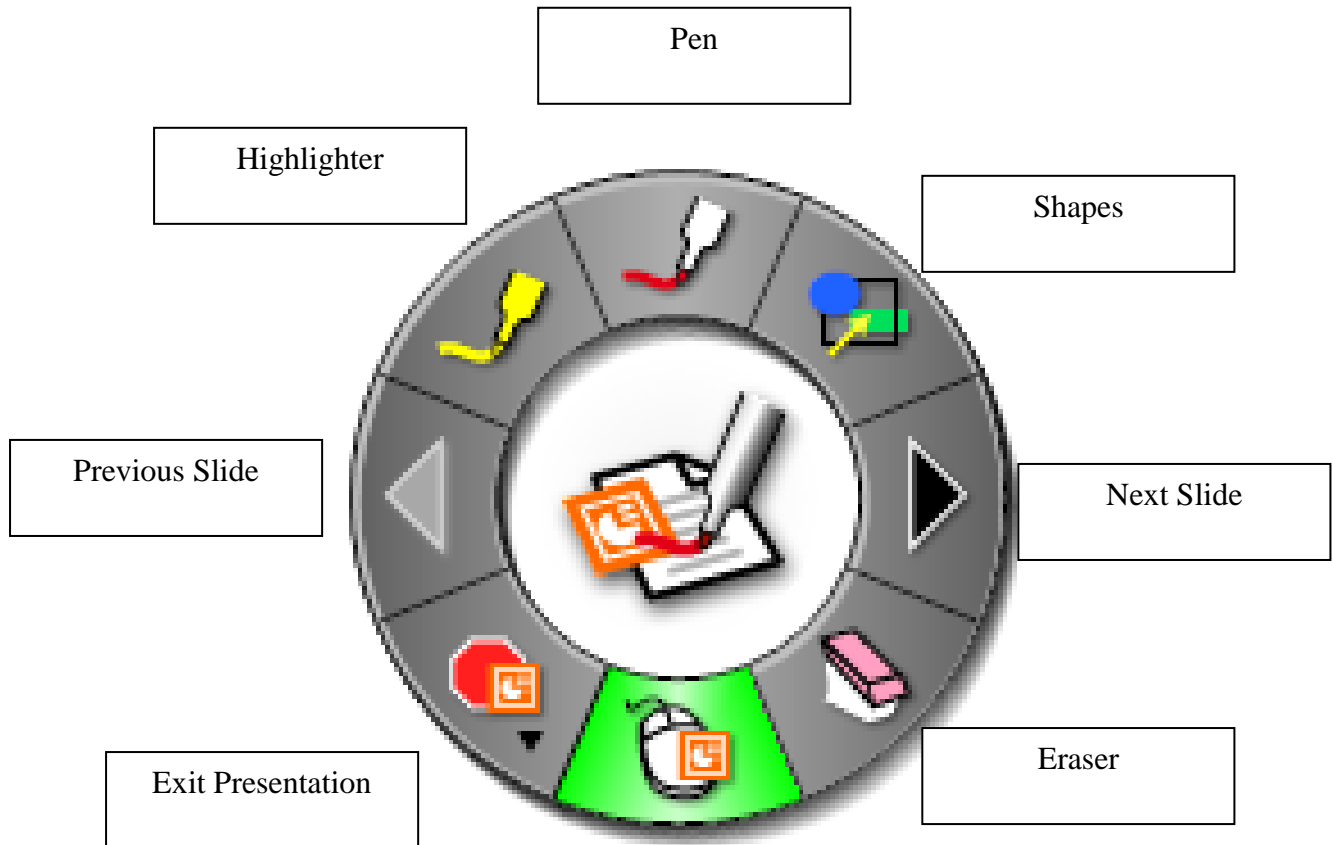 Pen
Highlighter
Shapes
Previous Slide
Next Slide
Eraser
Exit Presentation